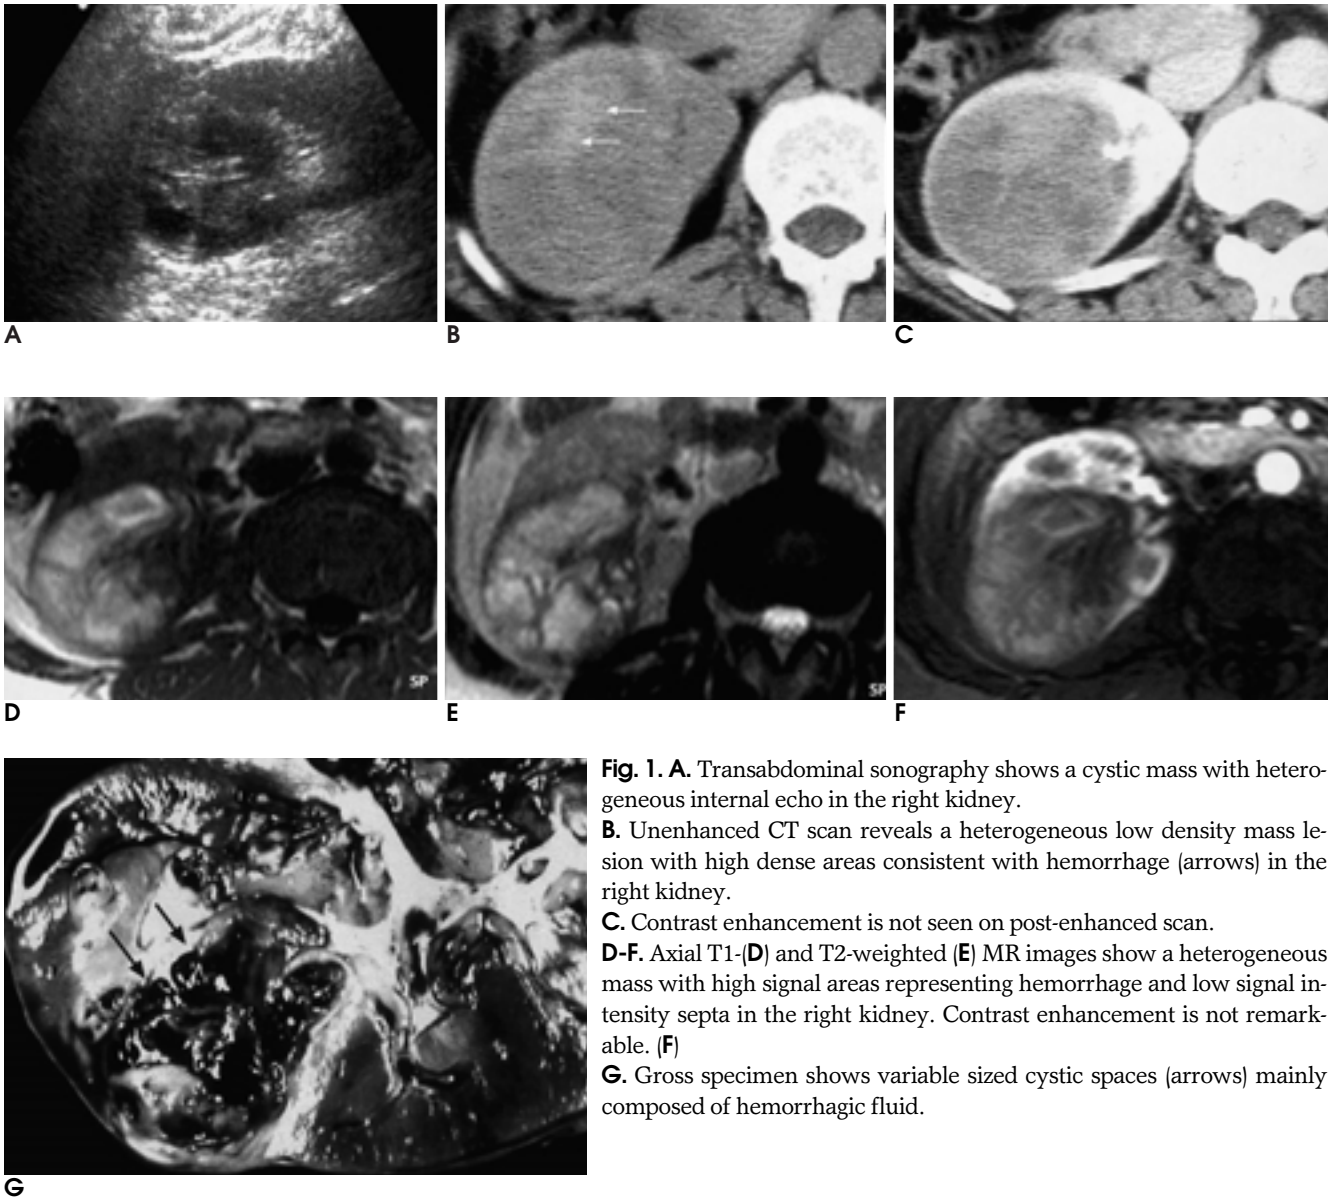 A
B
C
SP
SP
D
E
F
Fig. 1. A. Transabdominal sonography shows a cystic mass with hetero-
geneous internal echo in the right kidney.
B. Unenhanced CT scan reveals a heterogeneous low density mass le-
sion with high dense areas consistent with hemorrhage (arrows) in the
right kidney.
C. Contrast enhancement is not seen on post-enhanced scan.
D-F. Axial T1-(D) and T2-weighted (E) MR images show a heterogeneous
mass with high signal areas representing hemorrhage and low signal in-
tensity septa in the right kidney. Contrast enhancement is not remark-
able. (F)
G. Gross specimen shows variable sized cystic spaces (arrows) mainly
composed of hemorrhagic fluid.
G